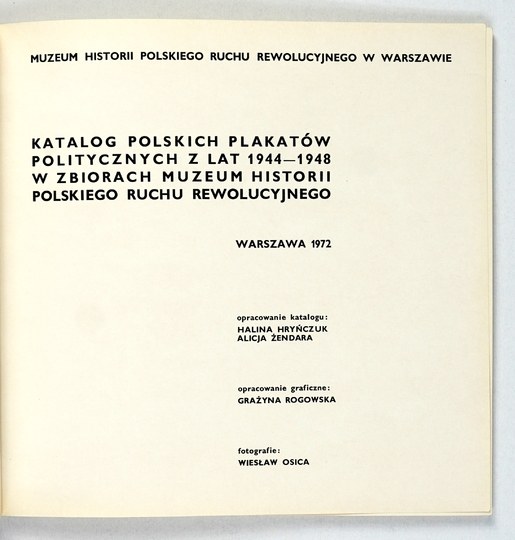 MUZEUM HISTORII POLSKIEGO RUCHU REWOLUCYJNEGO W WARSZAWIE
KATALOG POLSKICH PLAKATÓW
POLITYCZNYCH Z LAT 1944—1948
W ZBIORACH MUZEUM HISTORII
POLSKIEGO RUCHU REWOLUCYJNEGO
WARSZAWA 1972
opracowanie katalogu:
HALINA HRYŃCZUK
ALICJA ŻENDARA
opracowanie graficzne:
GRAŻYNA ROGOWSKA
fotografie:
WIESŁAW OSICA